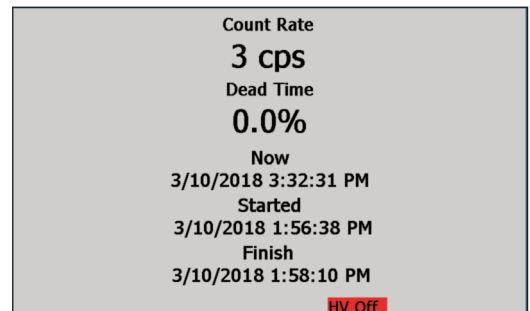 Count Rate
3 cps
Dead Time
0.0%
Now
3/10/2018 3:32:31 PM
Started
3/10/2018 1:56:38 PM
Finish
3/10/2018 1:58:10 PM
HV Off